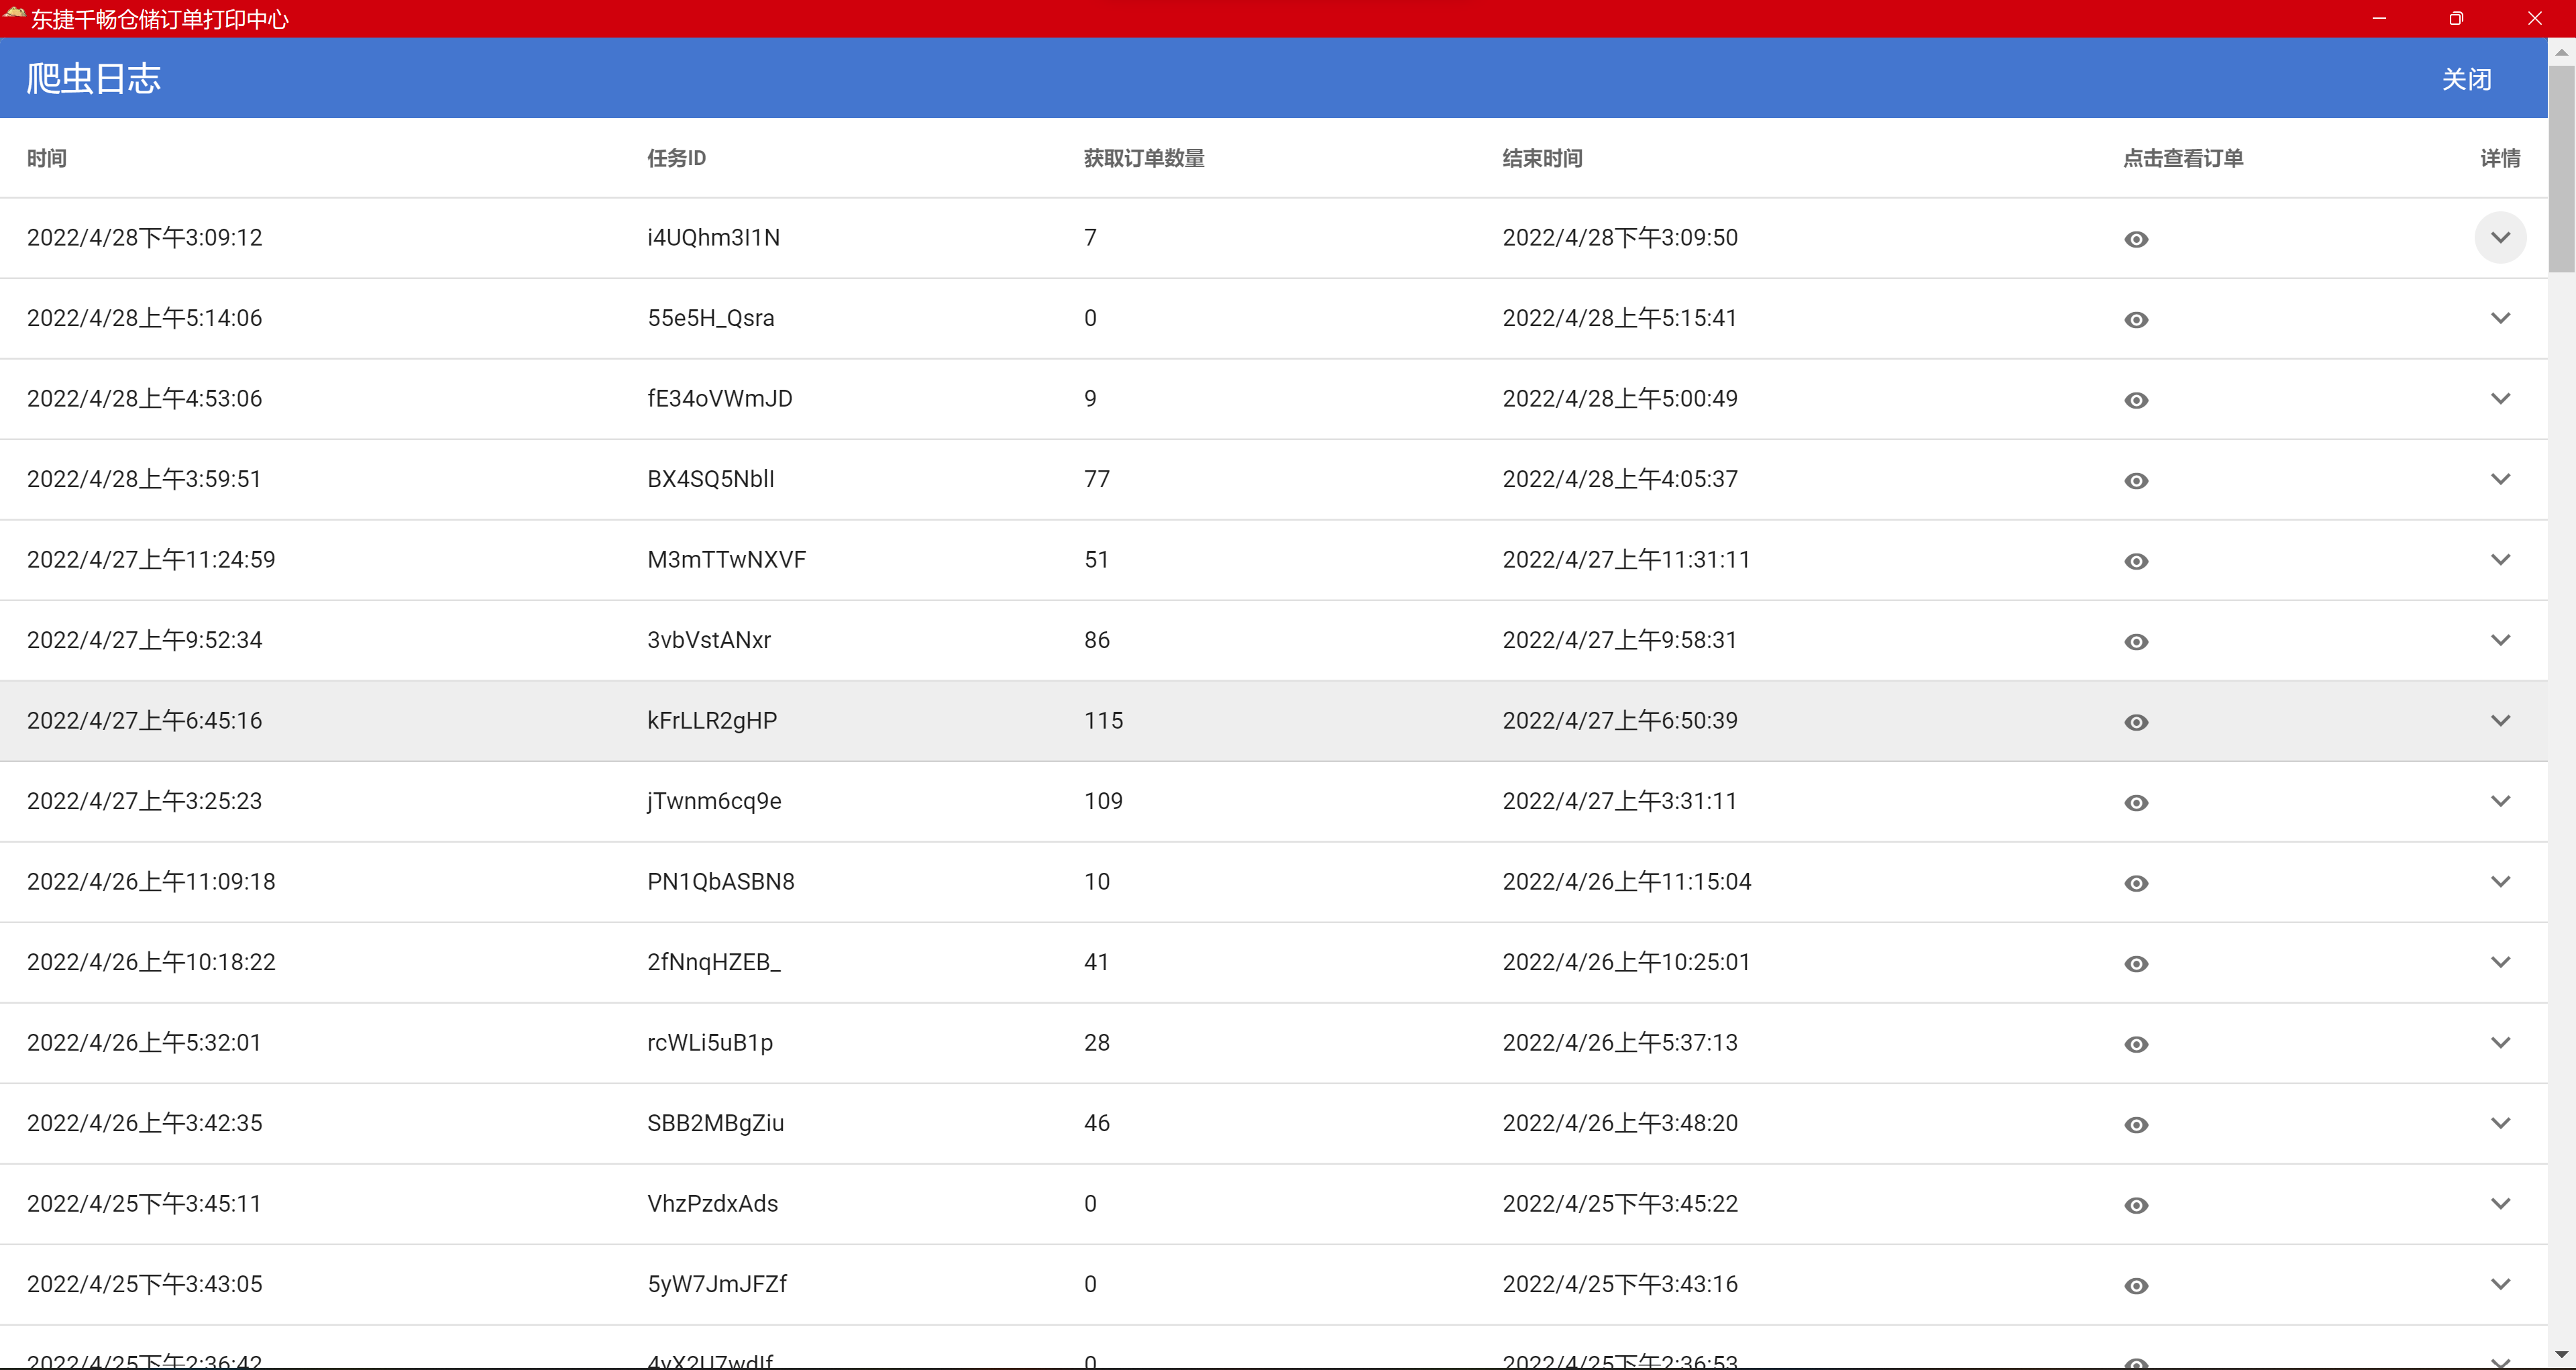 东捷千畅仓储订单打印中心
爬虫日志 关闭
时间 任务ID 获取订单数量 结束时间 点击查看订单 详情
2022/4/28下午3:09:12 i4UQhm3I1N 7 2022/4/28下午3:09:50
2022/4/28上午5:14:06 55e5H_Qsra 0 2022/4/28上午5:15:41
2022/4/28上午4:53:06 fE34oVWmJD 9 2022/4/28上午5:00:49
2022/4/28上午3:59:51 BX4SQ5NblI 77 2022/4/28上午4:05:37
2022/4/27上午11:24:59 M3mTTwNXVF 51 2022/4/27上午11:31:11
2022/4/27上午9:52:34 3vbVstANxr 86 2022/4/27上午9:58:31
2022/4/27上午6:45:16 kFrLLR2gHP 115 2022/4/27上午6:50:39
2022/4/27上午3:25:23 jTwnm6cq9e 109 2022/4/27上午3:31:11
2022/4/26上午11:09:18 PN1QbASBN8 10 2022/4/26上午11:15:04
2022/4/26上午10:18:22 2fNnqHZEB_ 41 2022/4/26上午10:25:01
2022/4/26上午5:32:01 rcWLi5uB1p 28 2022/4/26上午5:37:13
2022/4/26上午3:42:35 SBB2MBgZiu 46 2022/4/26上午3:48:20
2022/4/25下午3:45:11 VhzPzdxAds 0 2022/4/25下午3:45:22
2022/4/25下午3:43:05 5yW7JmJFZf 0 2022/4/25下午3:43:16
2022/4/25下午2:36:42 0 2022/4/25下午2:36:53